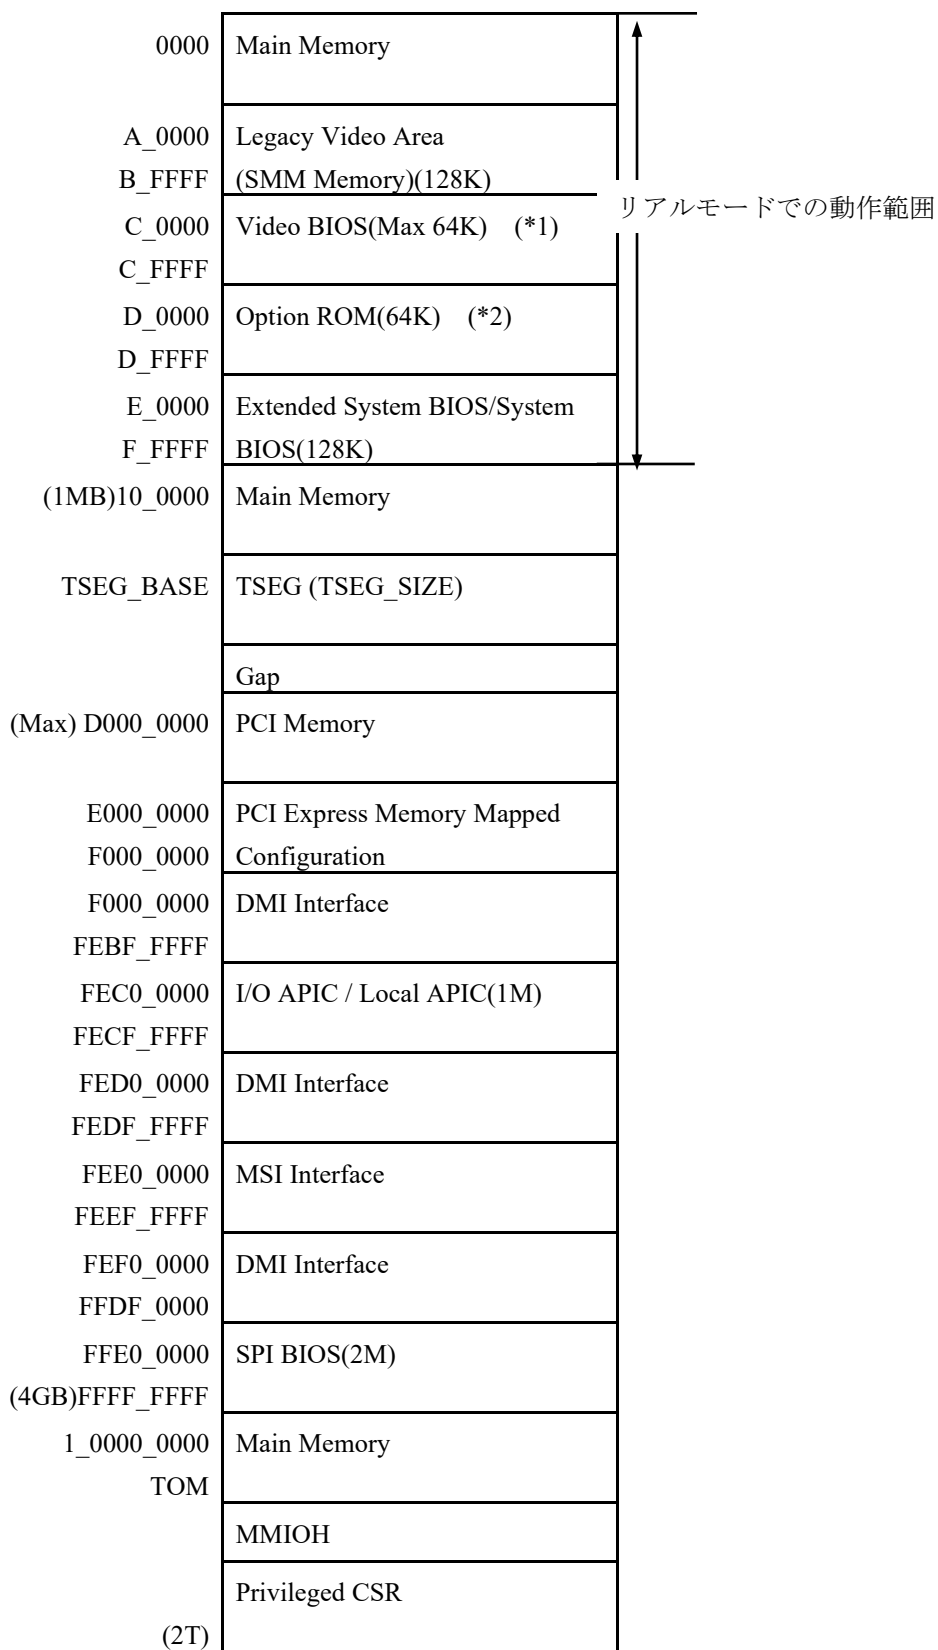 0000 Main Memory
A_0000 Legacy Video Area
B_FFFF (SMM Memory)(128K)
リアルモードでの動作範囲
C_0000 Video BIOS(Max 64K) (*1)
C_FFFF
D_0000 Option ROM(64K) (*2)
D_FFFF
E_0000 Extended System BIOS/System
F_FFFF BIOS(128K)
(1MB)10_0000 Main Memory
TSEG_BASE TSEG (TSEG_SIZE)
Gap
(Max) D000_0000 PCI Memory
E000_0000 PCI Express Memory Mapped
F000_0000 Configuration
F000_0000 DMI Interface
FEBF_FFFF
FEC0_0000 I/O APIC / Local APIC(1M)
FECF_FFFF
FED0_0000 DMI Interface
FEDF_FFFF
FEE0_0000 MSI Interface
FEEF_FFFF
FEF0_0000 DMI Interface
FFDF_0000
FFE0_0000 SPI BIOS(2M)
(4GB)FFFF_FFFF
1_0000_0000 Main Memory
TOM
MMIOH
Privileged CSR
(2T)